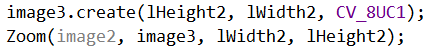 image3.create(lHeight2, lWidth2, CV_8UC1);
Zoom(image2, image3, lWidth2, lHeight2);